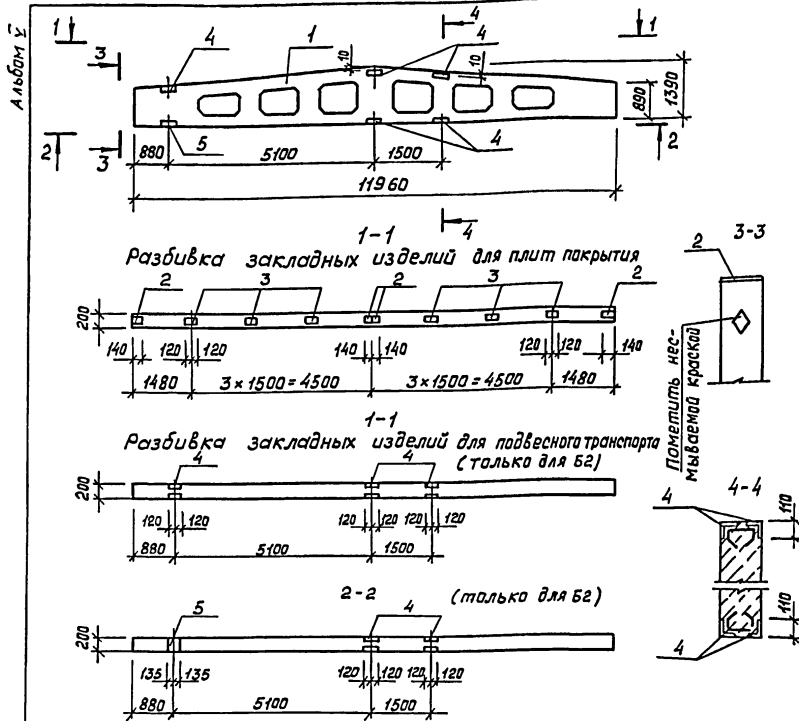 Альбом V
1 4 1 4 4 1
3 10 10
890 1390
2 3 5 4 2
880 5100 1500
11960
4
1-1
Разбивка закладных изделий для плит покрытия
2 3 2 3 2
200
140 120 120 140 140 120 120 140
1480 3×1500=4500 3×1500=4500 1480
3-3
2
Пометить нес-
мываемой краской
1-1
Разбивка закладных изделий для подвесного транспорта
(только для Б2)
4 4
200
120 120 120 120 120 120
880 5100 1500
4-4
4 110
110
4
2-2 (только для Б2)
5 4
200
135 135 120 120 120 120
880 5100 1500